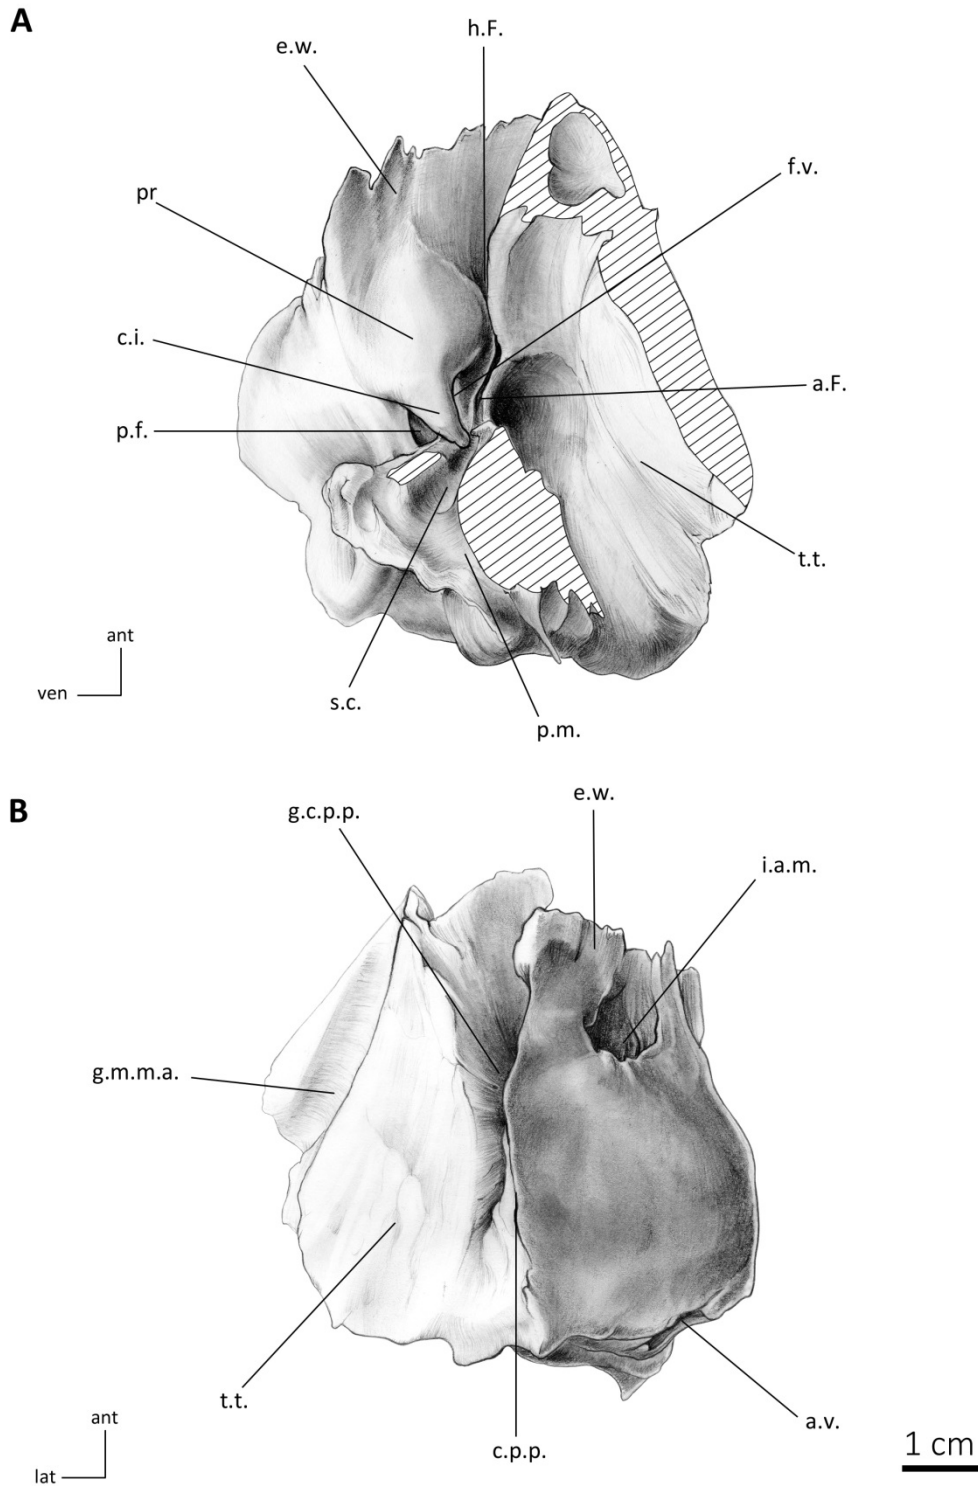 A
h.F.
e.w.
f.v.
pr
c.i.
a.F.
p.f.
t.t.
ant
ven
s.c.
p.m.
B
g.c.p.p.
e.w.
i.a.m.
g.m.m.a.
t.t.
a.v.
ant
c.p.p.
lat
1 cm